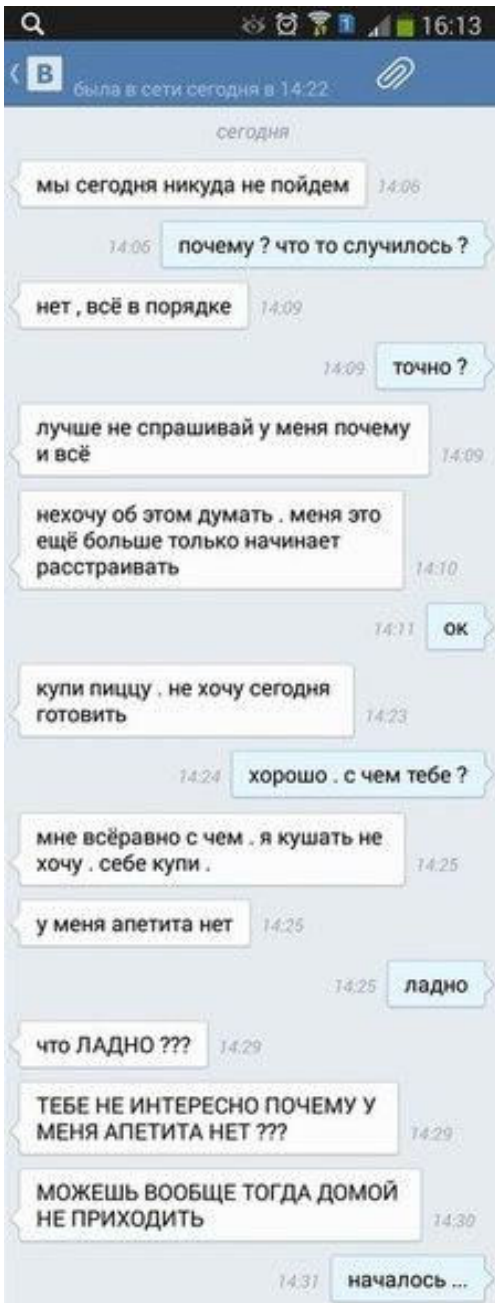 16:13
В
была в сети сегодня в 14:22
сегодня
мы сегодня никуда не пойдем 14:06
14:06 почему ? что то случилось ?
нет , всё в порядке 14:09
14:09 точно ?
лучше не спрашивай у меня почему
и всё 14:09
нехочу об этом думать . меня это
ещё больше только начинает
расстраивать 14:10
14:11 ок
купи пиццу . не хочу сегодня
готовить 14:23
14:24 хорошо . с чем тебе ?
мне всёравно с чем . я кушать не
хочу . себе купи . 14:25
у меня апетита нет 14:25
14:25 ладно
что ЛАДНО ??? 14:29
ТЕБЕ НЕ ИНТЕРЕСНО ПОЧЕМУ У
МЕНЯ АПЕТИТА НЕТ ??? 14:29
МОЖЕШЬ ВООБЩЕ ТОГДА ДОМОЙ
НЕ ПРИХОДИТЬ 14:30
14:31 началось ...